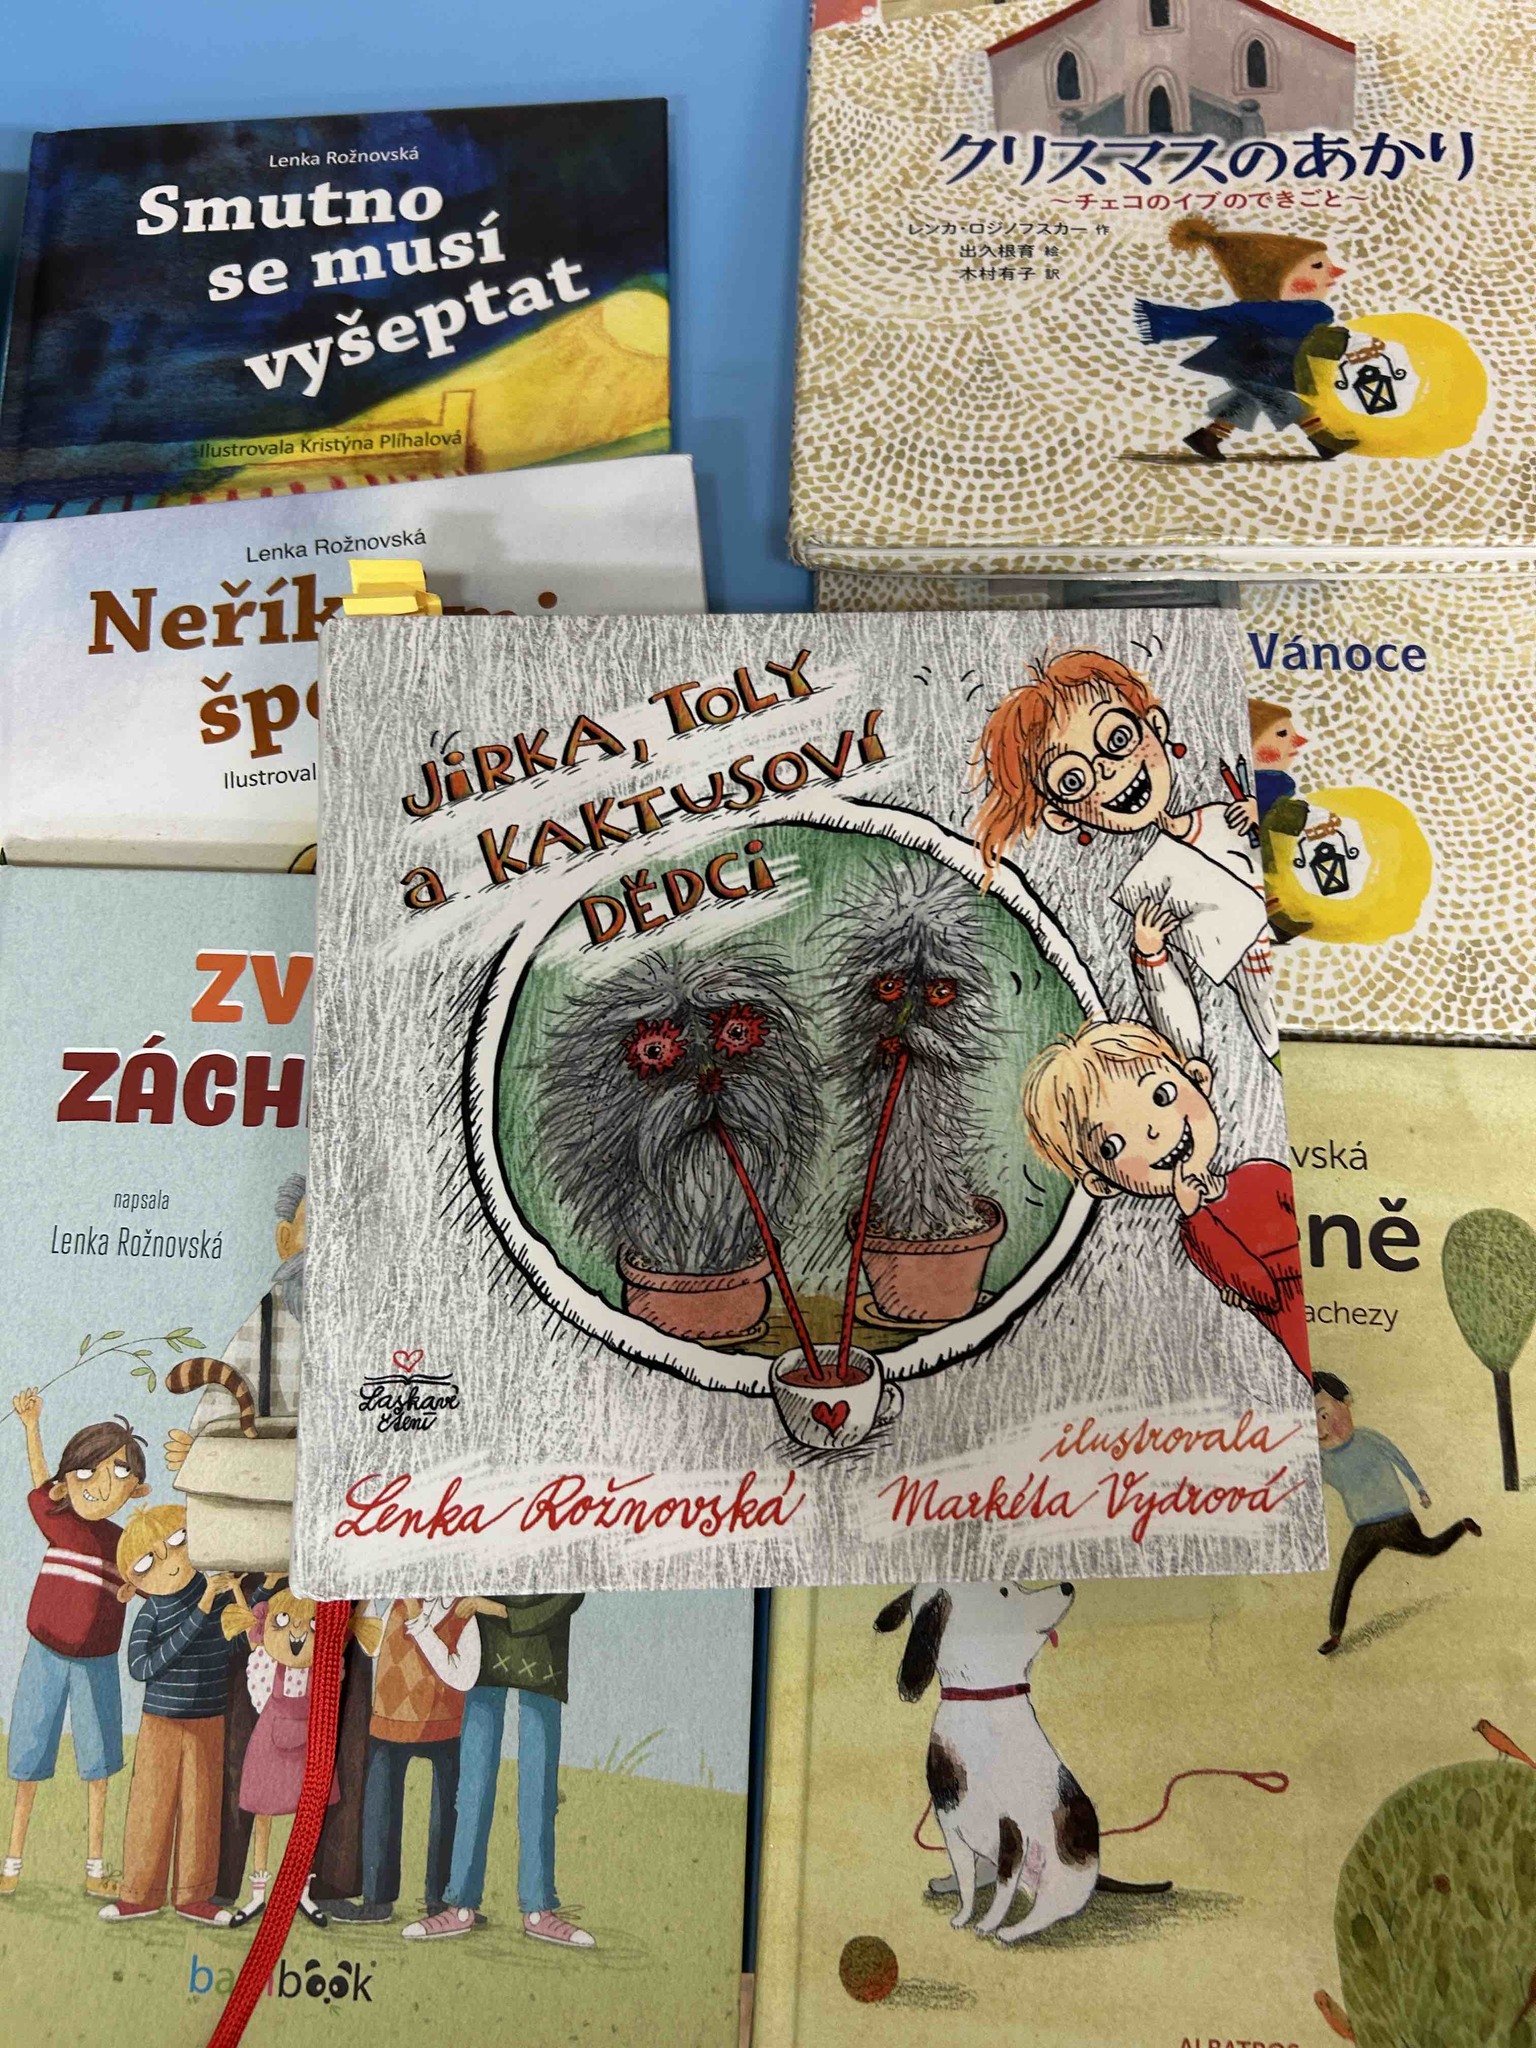 Lenka Rožnovská
Smutno
se musí
vyšeptat
Ilustrovala Kristýna Plíhalová
クリスマスのあかり
〜チェコのイブのできごと〜
レンカ・ロジノフスカー 作
出久根育 絵
木村有子 訳
Lenka Rožnovská
Neřík
šp
Ilustroval
Vánoce
JIRKA, TOLY
a KAKTUSOVÍ
DĚDCI
Laskavé
čtení
Lenka Rožnovská
ilustrovala
Markéta Vydrová
ZV
ZÁCH
napsala
Lenka Rožnovská
bambook
vská
ně
achezy
ALBATROS